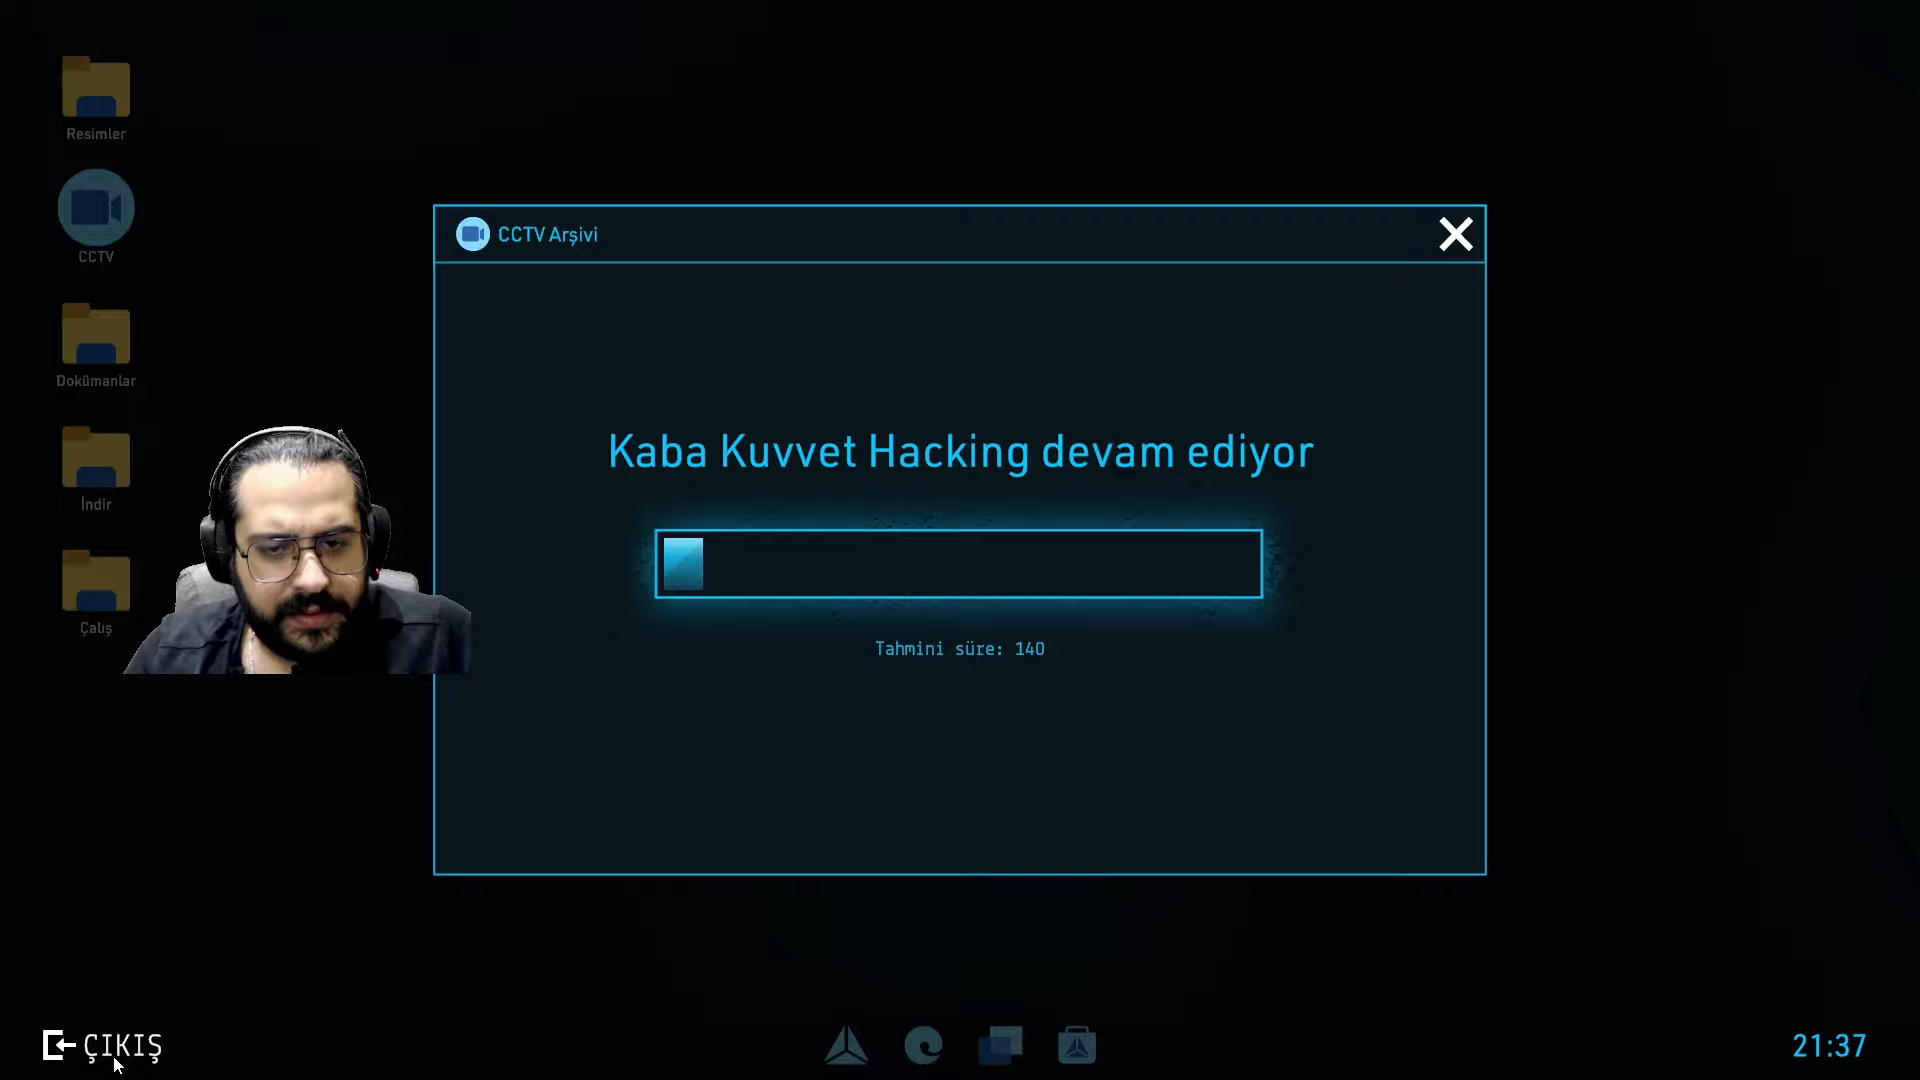 Resimler
CCTV
Dokümanlar
İndir
Çalış
CCTV Arşivi
Kaba Kuvvet Hacking devam ediyor
Tahmini süre: 140
ÇIKIŞ
21:37